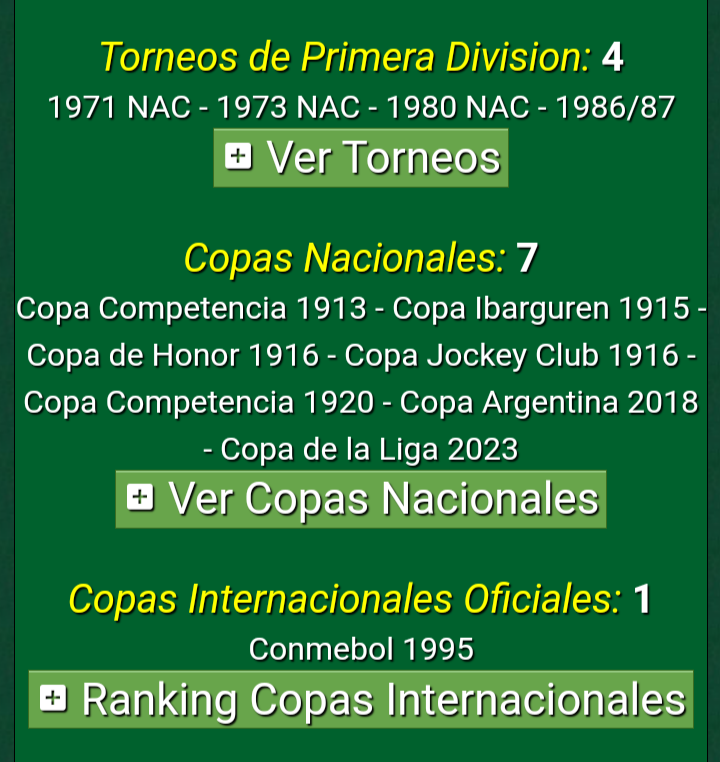 Torneos de Primera Division: 4
1971 NAC - 1973 NAC - 1980 NAC - 1986/87
Ver Torneos
Copas Nacionales: 7
Copa Competencia 1913 - Copa Ibarguren 1915 -
Copa de Honor 1916 - Copa Jockey Club 1916 -
Copa Competencia 1920 - Copa Argentina 2018
- Copa de la Liga 2023
Ver Copas Nacionales
Copas Internacionales Oficiales: 1
Conmebol 1995
Ranking Copas Internacionales